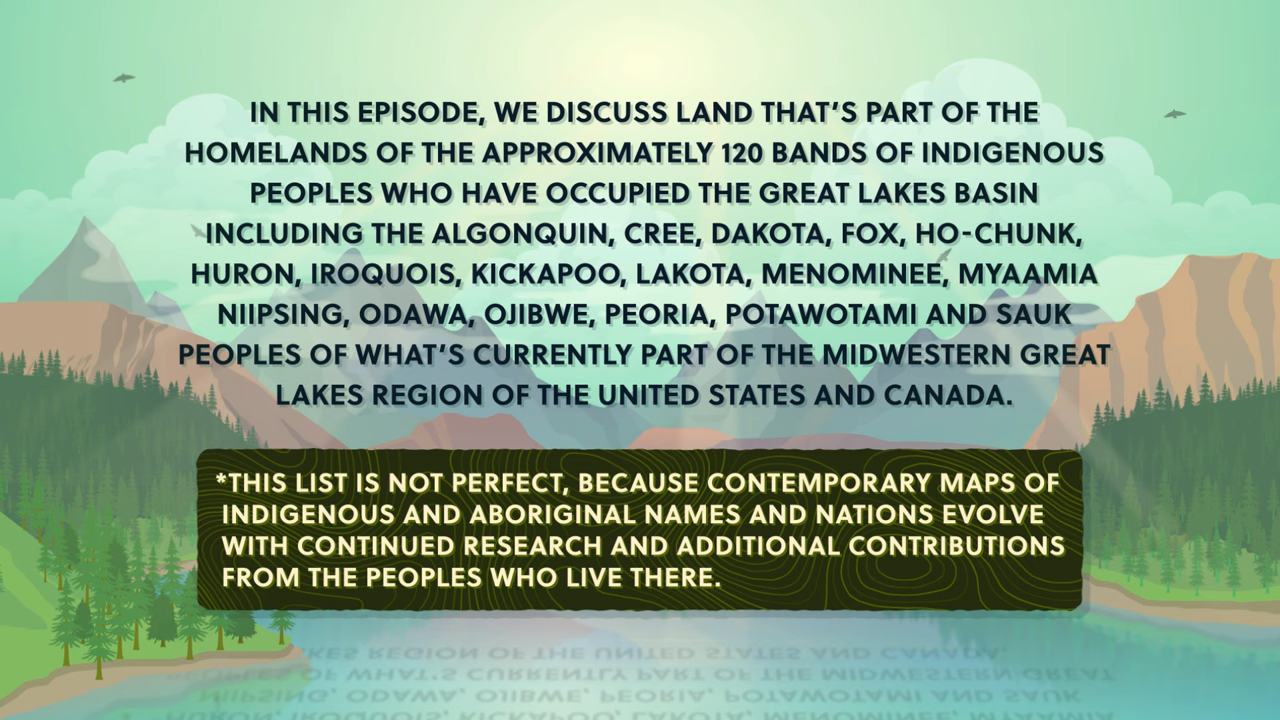 IN THIS EPISODE, WE DISCUSS LAND THAT'S PART OF THE
HOMELANDS OF THE APPROXIMATELY 120 BANDS OF INDIGENOUS
PEOPLES WHO HAVE OCCUPIED THE GREAT LAKES BASIN
INCLUDING THE ALGONQUIN, CREE, DAKOTA, FOX, HO-CHUNK,
HURON, IROQUOIS, KICKAPOO, LAKOTA, MENOMINEE, MYAAMIA
NIIPSING, ODAWA, OJIBWE, PEORIA, POTAWOTAMI AND SAUK
PEOPLES OF WHAT'S CURRENTLY PART OF THE MIDWESTERN GREAT
LAKES REGION OF THE UNITED STATES AND CANADA.
*THIS LIST IS NOT PERFECT, BECAUSE CONTEMPORARY MAPS OF
INDIGENOUS AND ABORIGINAL NAMES AND NATIONS EVOLVE
WITH CONTINUED RESEARCH AND ADDITIONAL CONTRIBUTIONS
FROM THE PEOPLES WHO LIVE THERE.